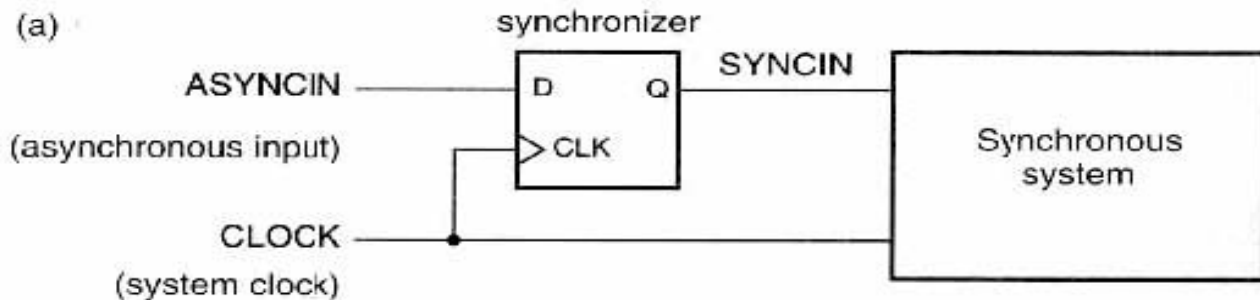 (a)
synchronizer
ASYNCIN
D Q
SYNCIN
(asynchronous input)
CLK
Synchronous
system
CLOCK
(system clock)